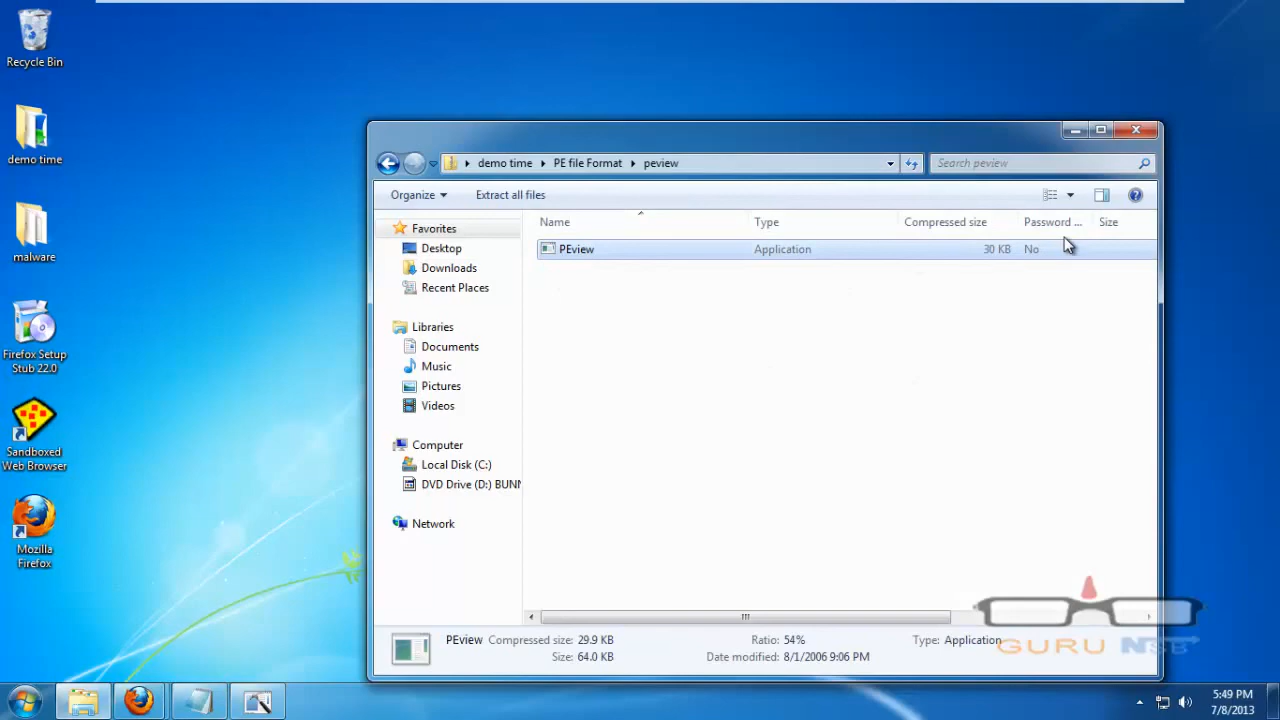 Recycle Bin
demo time
malware
Firefox Setup
Stub 22.0
Sandboxed
Web Browser
Mozilla
Firefox
demo time
PE file Format
peview
Search peview
Organize
Extract all files
Name
Type
Compressed size
Password ...
Size
PEview
Application
30 KB
No
Favorites
Desktop
Downloads
Recent Places
Libraries
Documents
Music
Pictures
Videos
Computer
Local Disk (C:)
DVD Drive (D:) BUNN
Network
PEview Compressed size: 29.9 KB
Ratio: 54%
Type: Application
Size: 64.0 KB
Date modified: 8/1/2006 9:06 PM
GURU NSB
5:49 PM
7/8/2013